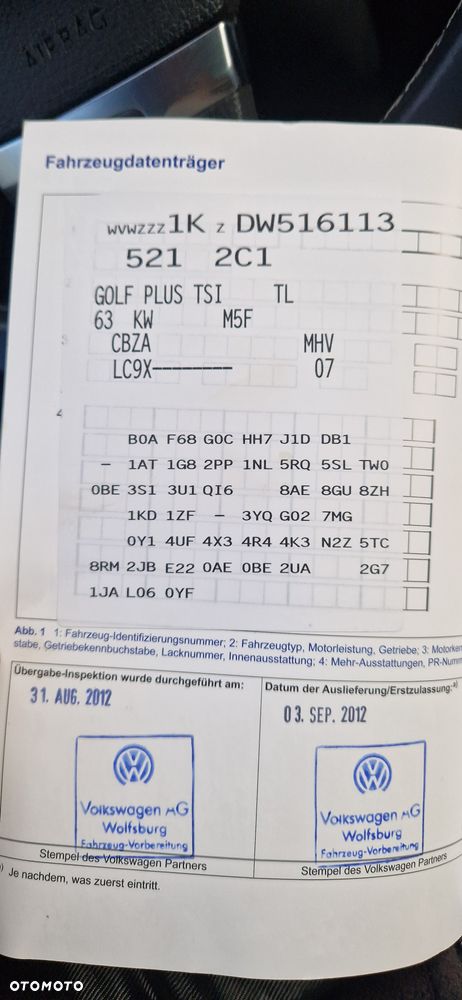 AIRBAG
Fahrzeugdatenträger
WVWZZZ1K Z DW516113
521 2C1
GOLF PLUS TSI TL
63 KW M5F
3
CBZA MHV
LC9X-------- 07
4
B0A F68 G0C HH7 J1D DB1
- 1AT 1G8 2PP 1NL 5RQ 5SL TW0
0BE 3S1 3U1 QI6 8AE 8GU 8ZH
1KD 1ZF - 3YQ G02 7MG
0Y1 4UF 4X3 4R4 4K3 N2Z 5TC
8RM 2JB E22 0AE 0BE 2UA 2G7
1JA L06 0YF
Abb. 1 1: Fahrzeug-Identifizierungsnummer; 2: Fahrzeugtyp, Motorleistung, Getriebe; 3: Motorken
stabe, Getriebekennbuchstabe, Lacknummer, Innenausstattung; 4: Mehr-Ausstattungen, PR-Numm
Übergabe-Inspektion wurde durchgeführt am:
31. AUG. 2012
Volkswagen AG
Wolfsburg
Fahrzeug-Vorbereitung
Stempel des Volkswagen Partners
Datum der Auslieferung/Erstzulassung:a)
03. SEP. 2012
Volkswagen AG
Wolfsburg
Fahrzeug-Vorbereitung
Stempel des Volkswagen Partners
) Je nachdem, was zuerst eintritt.
OTOMOTO